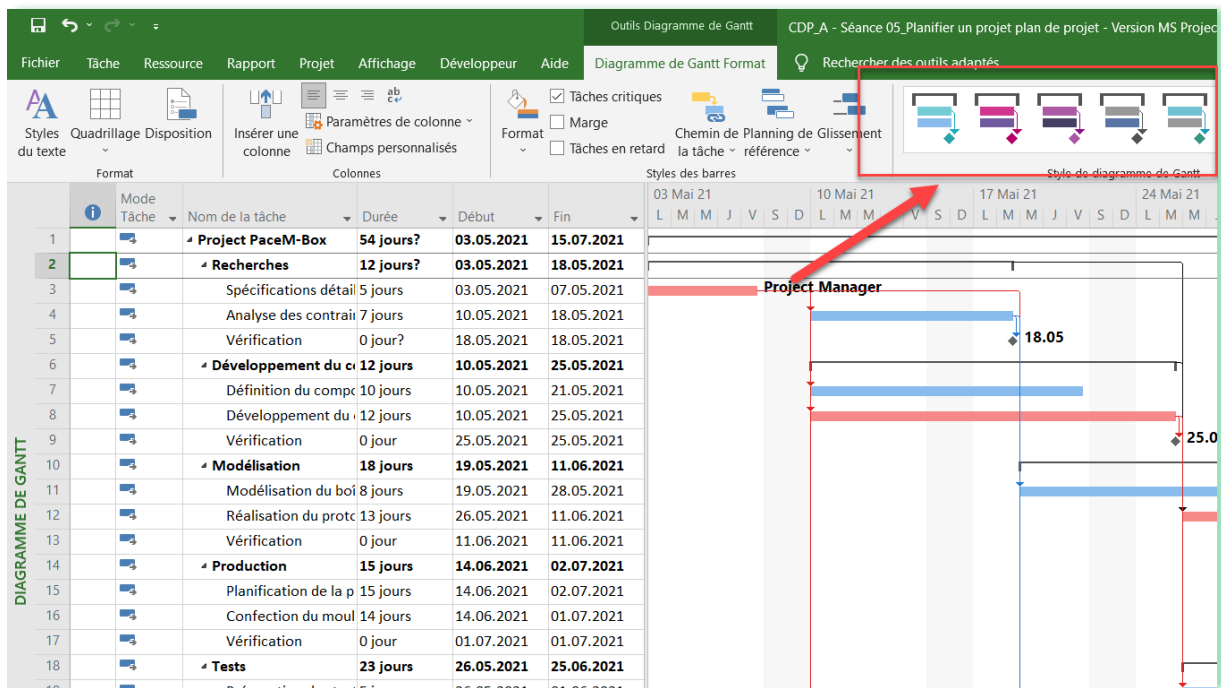 Outils Diagramme de Gantt CDP_A - Séance 05_Planifier un projet plan de projet - Version MS Projec
Fichier Tâche Ressource Rapport Projet Affichage Développeur Aide Diagramme de Gantt Format Rechercher des outils adaptés
Styles du texte
Quadrillage
Disposition
Format
Insérer une colonne
ab
Paramètres de colonne
Champs personnalisés
Colonnes
Format
Tâches critiques
Marge
Tâches en retard
Chemin de la tâche
Planning de référence
Glissement
Styles des barres
Style de diagramme de Gantt
Mode Tâche Nom de la tâche Durée Début Fin
03 Mai 21 10 Mai 21 17 Mai 21 24 Mai 21
L M M J V S D L M M V S D L M M J V S D L M M
1 Project PaceM-Box 54 jours? 03.05.2021 15.07.2021
2 Recherches 12 jours? 03.05.2021 18.05.2021
3 Spécifications détail 5 jours 03.05.2021 07.05.2021
Project Manager
4 Analyse des contrain 7 jours 10.05.2021 18.05.2021
5 Vérification 0 jour? 18.05.2021 18.05.2021
18.05
6 Développement du co 12 jours 10.05.2021 25.05.2021
7 Définition du compo 10 jours 10.05.2021 21.05.2021
8 Développement du 12 jours 10.05.2021 25.05.2021
9 Vérification 0 jour 25.05.2021 25.05.2021
25.0
10 Modélisation 18 jours 19.05.2021 11.06.2021
11 Modélisation du boî 8 jours 19.05.2021 28.05.2021
12 Réalisation du proto 13 jours 26.05.2021 11.06.2021
13 Vérification 0 jour 11.06.2021 11.06.2021
14 Production 15 jours 14.06.2021 02.07.2021
15 Planification de la p 15 jours 14.06.2021 02.07.2021
16 Confection du moul 14 jours 14.06.2021 01.07.2021
17 Vérification 0 jour 01.07.2021 01.07.2021
18 Tests 23 jours 26.05.2021 25.06.2021
DIAGRAMME DE GANTT